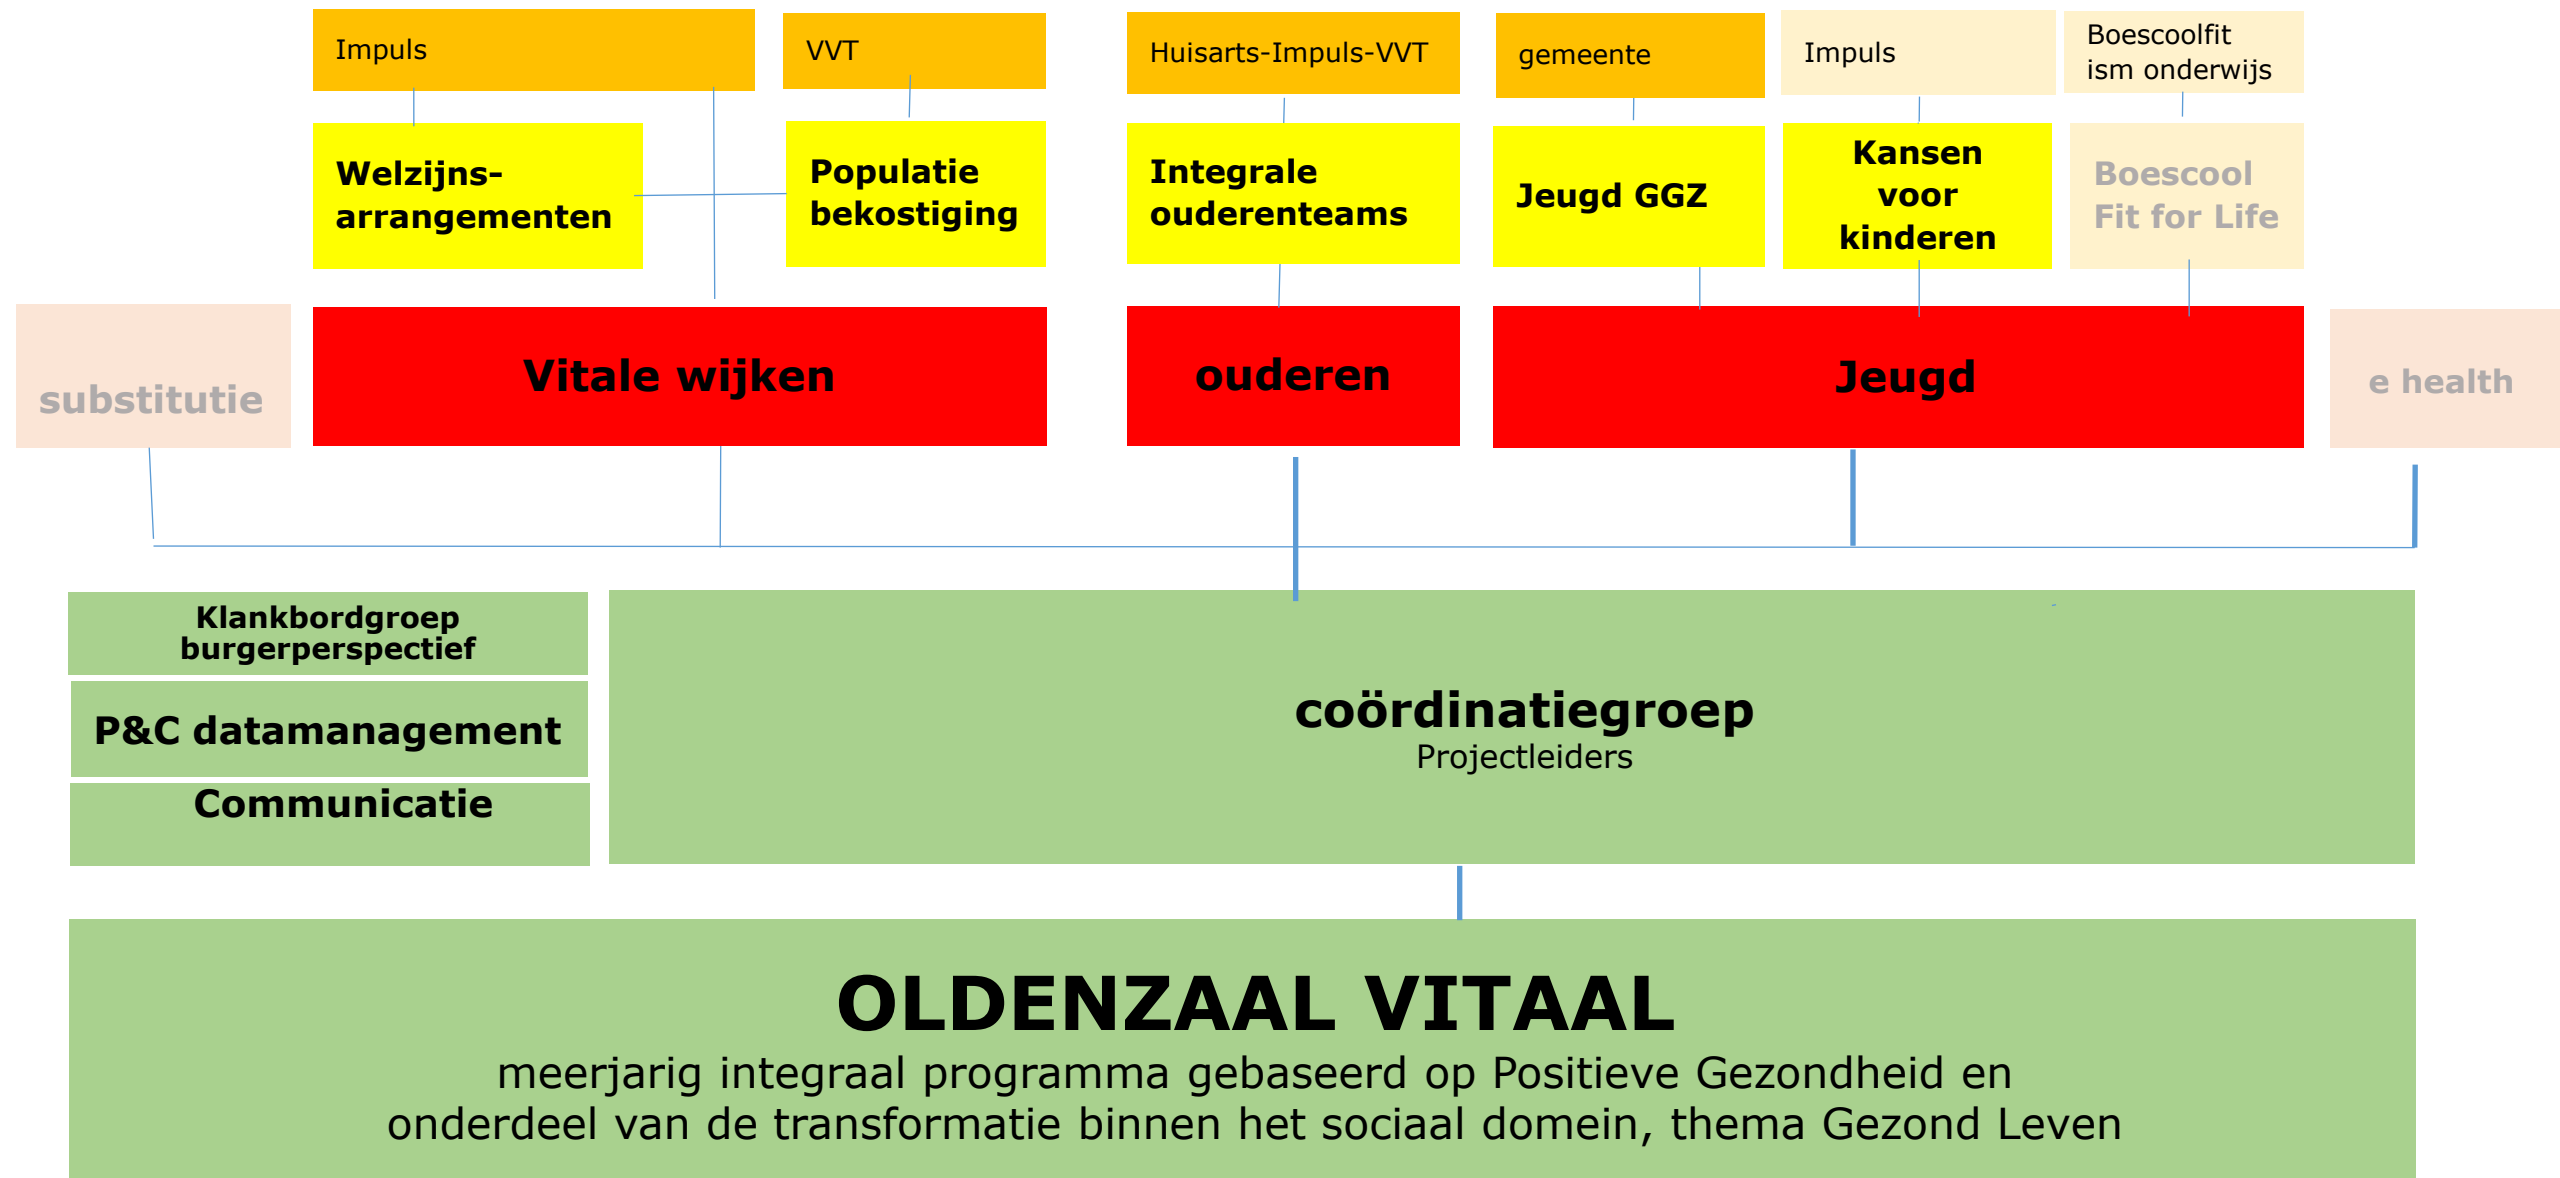 Impuls
VVT
Huisarts-Impuls-VVT
gemeente
Impuls
Boescoolfit
ism onderwijs
Welzijns-
arrangementen
Populatie
bekostiging
Integrale
ouderenteams
Jeugd GGZ
Kansen
voor
kinderen
Boescool
Fit for Life
substitutie
Vitale wijken
ouderen
Jeugd
e health
Klankbordgroep
burgerperspectief
P&C datamanagement
Communicatie
coördinatiegroep
Projectleiders
OLDENZAAL VITAAL
meerjarig integraal programma gebaseerd op Positieve Gezondheid en
onderdeel van de transformatie binnen het sociaal domein, thema Gezond Leven